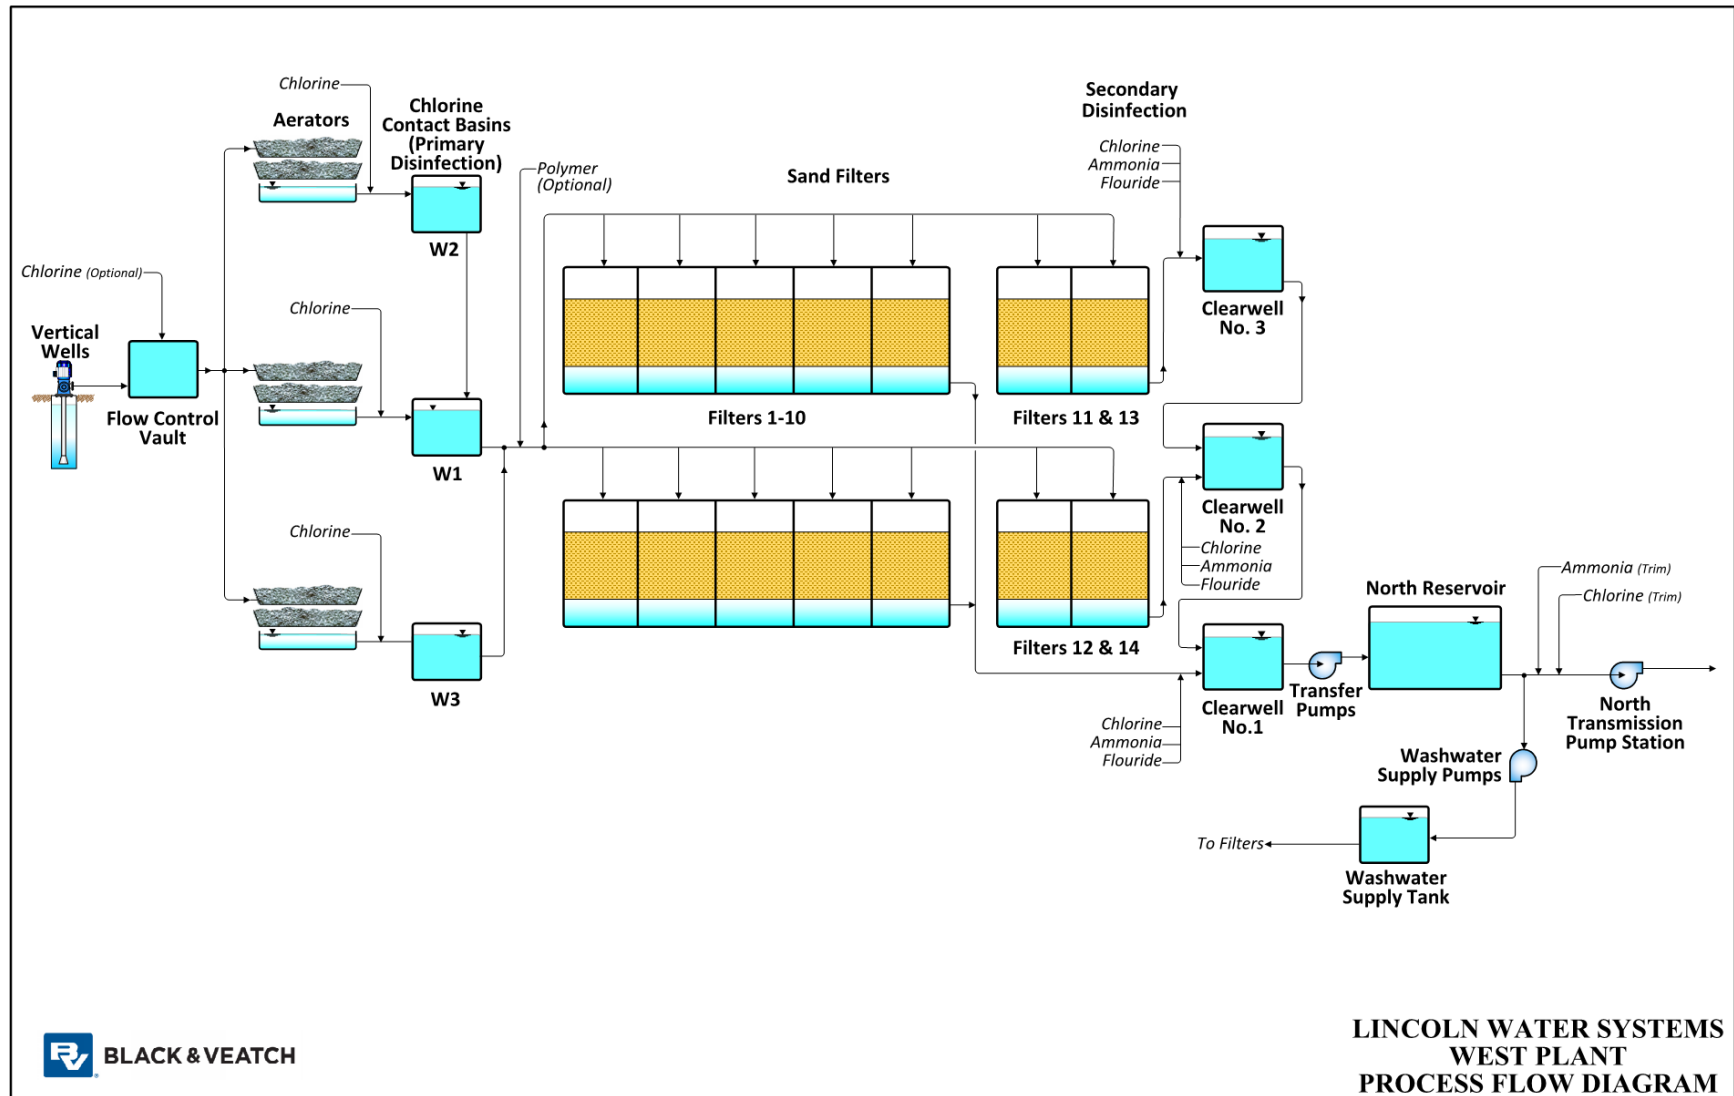 Chlorine
Aerators
Chlorine
Contact Basins
(Primary
Disinfection)
W2
Polymer
(Optional)
Sand Filters
Secondary
Disinfection
Chlorine
Ammonia
Flouride
Clearwell
No. 3
Chlorine (Optional)
Vertical
Wells
Flow Control
Vault
Chlorine
W1
Filters 1-10
Filters 11 & 13
Clearwell
No. 2
Chlorine
Ammonia
Flouride
Chlorine
W3
Filters 12 & 14
Clearwell
No.1
Chlorine
Ammonia
Flouride
Transfer
Pumps
North Reservoir
Ammonia (Trim)
Chlorine (Trim)
North
Transmission
Pump Station
Washwater
Supply Pumps
To Filters
Washwater
Supply Tank
BV
BLACK & VEATCH
LINCOLN WATER SYSTEMS
WEST PLANT
PROCESS FLOW DIAGRAM